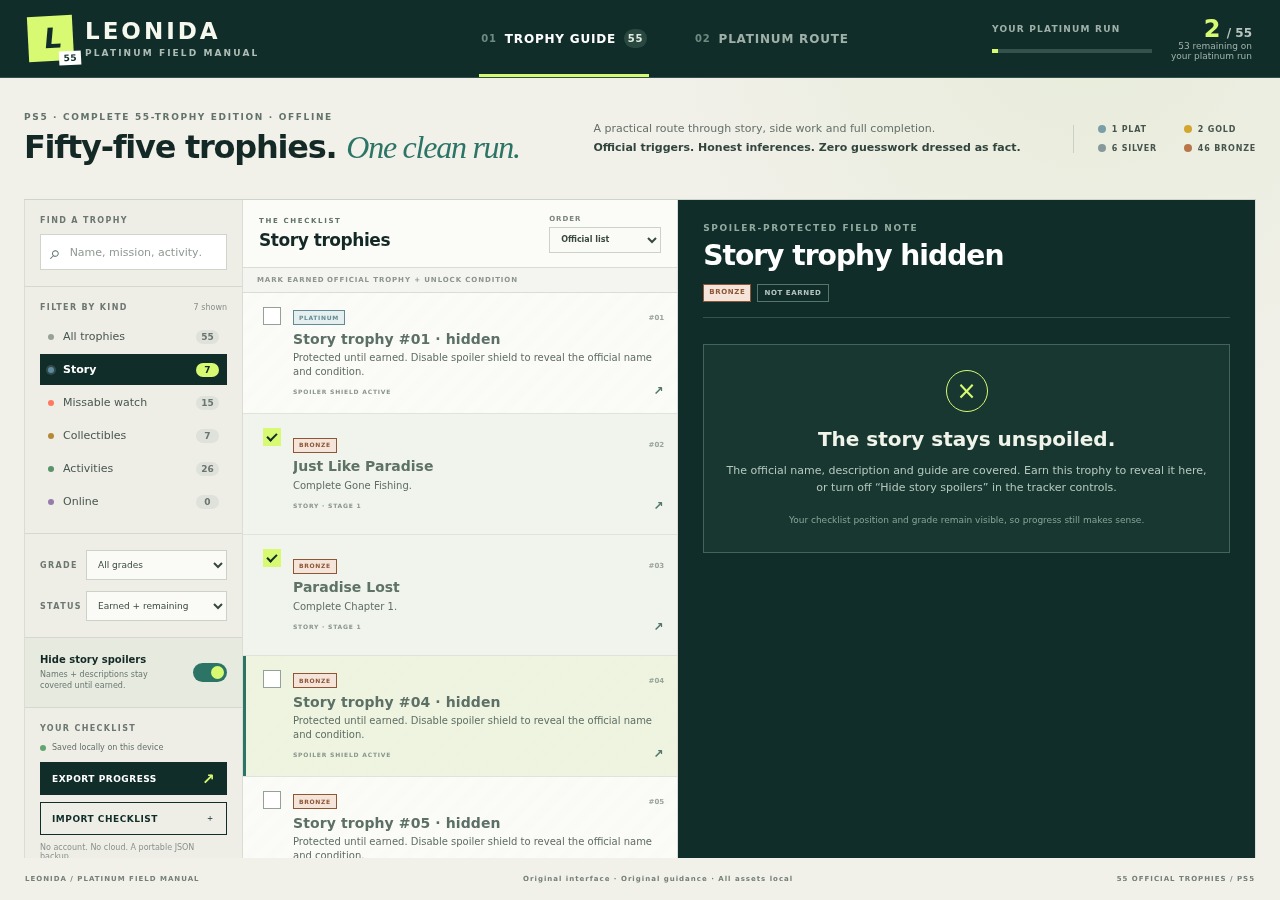 L
55
LEONIDA
PLATINUM FIELD MANUAL
01 TROPHY GUIDE 55
02 PLATINUM ROUTE
YOUR PLATINUM RUN
2 / 55
53 remaining on
your platinum run
PS5 · COMPLETE 55-TROPHY EDITION · OFFLINE
Fifty-five trophies. One clean run.
A practical route through story, side work and full completion.
Official triggers. Honest inferences. Zero guesswork dressed as fact.
1 PLAT
2 GOLD
6 SILVER
46 BRONZE
FIND A TROPHY
Name, mission, activity.
FILTER BY KIND
7 shown
All trophies 55
Story 7
Missable watch 15
Collectibles 7
Activities 26
Online 0
GRADE All grades
STATUS Earned + remaining
Hide story spoilers
Names + descriptions stay
covered until earned.
YOUR CHECKLIST
Saved locally on this device
EXPORT PROGRESS ↗
IMPORT CHECKLIST +
No account. No cloud. A portable JSON
backup.
THE CHECKLIST
Story trophies
ORDER
Official list
MARK EARNED OFFICIAL TROPHY + UNLOCK CONDITION
PLATINUM
#01
Story trophy #01 · hidden
Protected until earned. Disable spoiler shield to reveal the official name
and condition.
SPOILER SHIELD ACTIVE ↗
BRONZE
#02
Just Like Paradise
Complete Gone Fishing.
STORY · STAGE 1 ↗
BRONZE
#03
Paradise Lost
Complete Chapter 1.
STORY · STAGE 1 ↗
BRONZE
#04
Story trophy #04 · hidden
Protected until earned. Disable spoiler shield to reveal the official name
and condition.
SPOILER SHIELD ACTIVE ↗
BRONZE
#05
Story trophy #05 · hidden
Protected until earned. Disable spoiler shield to reveal the official name
and condition.
SPOILER-PROTECTED FIELD NOTE
Story trophy hidden
BRONZE NOT EARNED
The story stays unspoiled.
The official name, description and guide are covered. Earn this trophy to reveal it here,
or turn off “Hide story spoilers” in the tracker controls.
Your checklist position and grade remain visible, so progress still makes sense.
LEONIDA / PLATINUM FIELD MANUAL
Original interface · Original guidance · All assets local
55 OFFICIAL TROPHIES / PS5